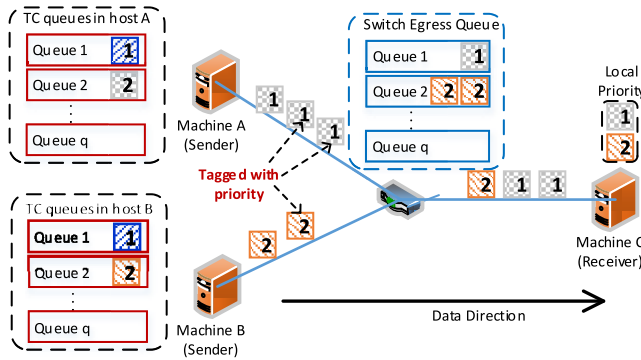 TC queues in host A
Queue 1 1
Queue 2 2
Queue q
Machine A
(Sender)
1 1 1
Tagged with
priority
Switch Egress Queue
Queue 1 1
Queue 2 2 2
Queue q
Local
Priority
1
2
2 1 1
Machine C
(Receiver)
TC queues in host B
Queue 1 1
Queue 2 2
Queue q
2 2
Machine B
(Sender)
Data Direction